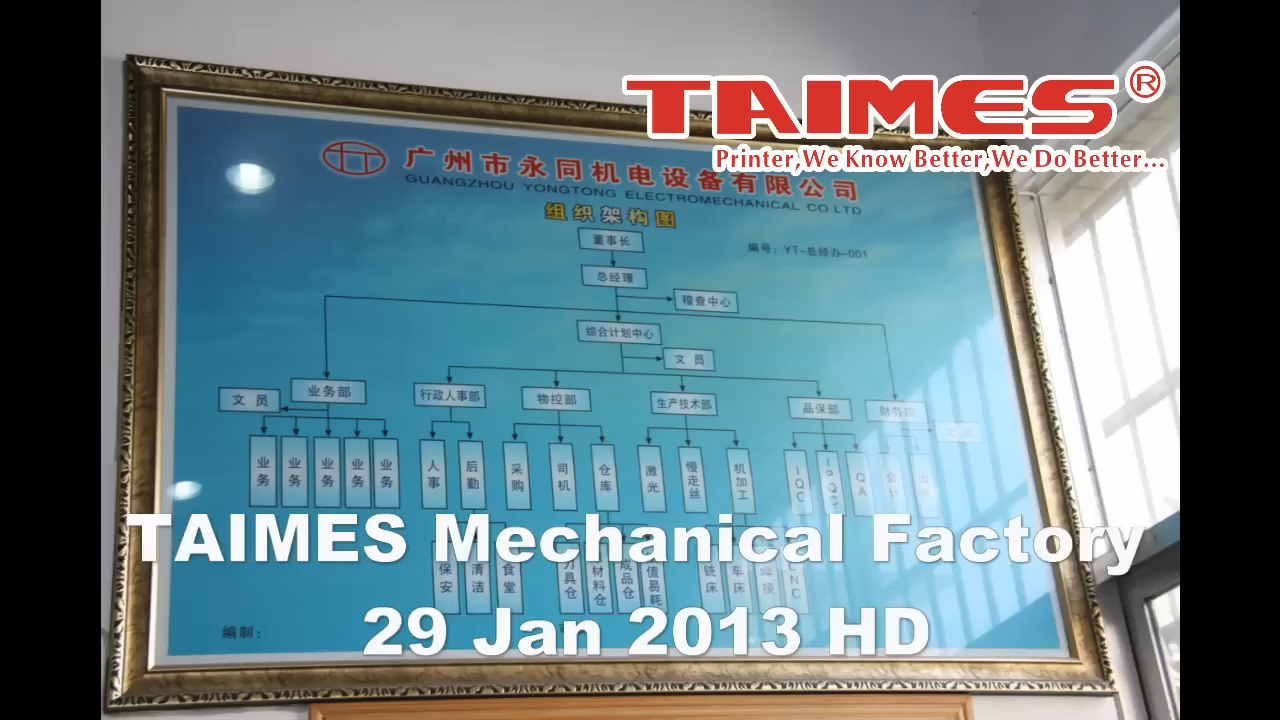 TAIMES®
Printer,We Know Better,We Do Better...
广州市永同机电设备有限公司
GUANGZHOU YONGTONG ELECTROMECHANICAL CO LTD
组织架构图
编号：YT-总经办-001
董事长
总经理
稽查中心
综合计划中心
文员
业务部
文员
行政人事部
物控部
生产技术部
品保部
财务部
业务
业务
业务
业务
业务
人事
后勤
采购
司机
仓库
激光
慢走丝
机加工
IQC
IPQC
QA
会计
保安
清洁
食堂
刀具仓
材料仓
成品仓
铣床
车床
CNC
TAIMES Mechanical Factory
29 Jan 2013 HD
编制：